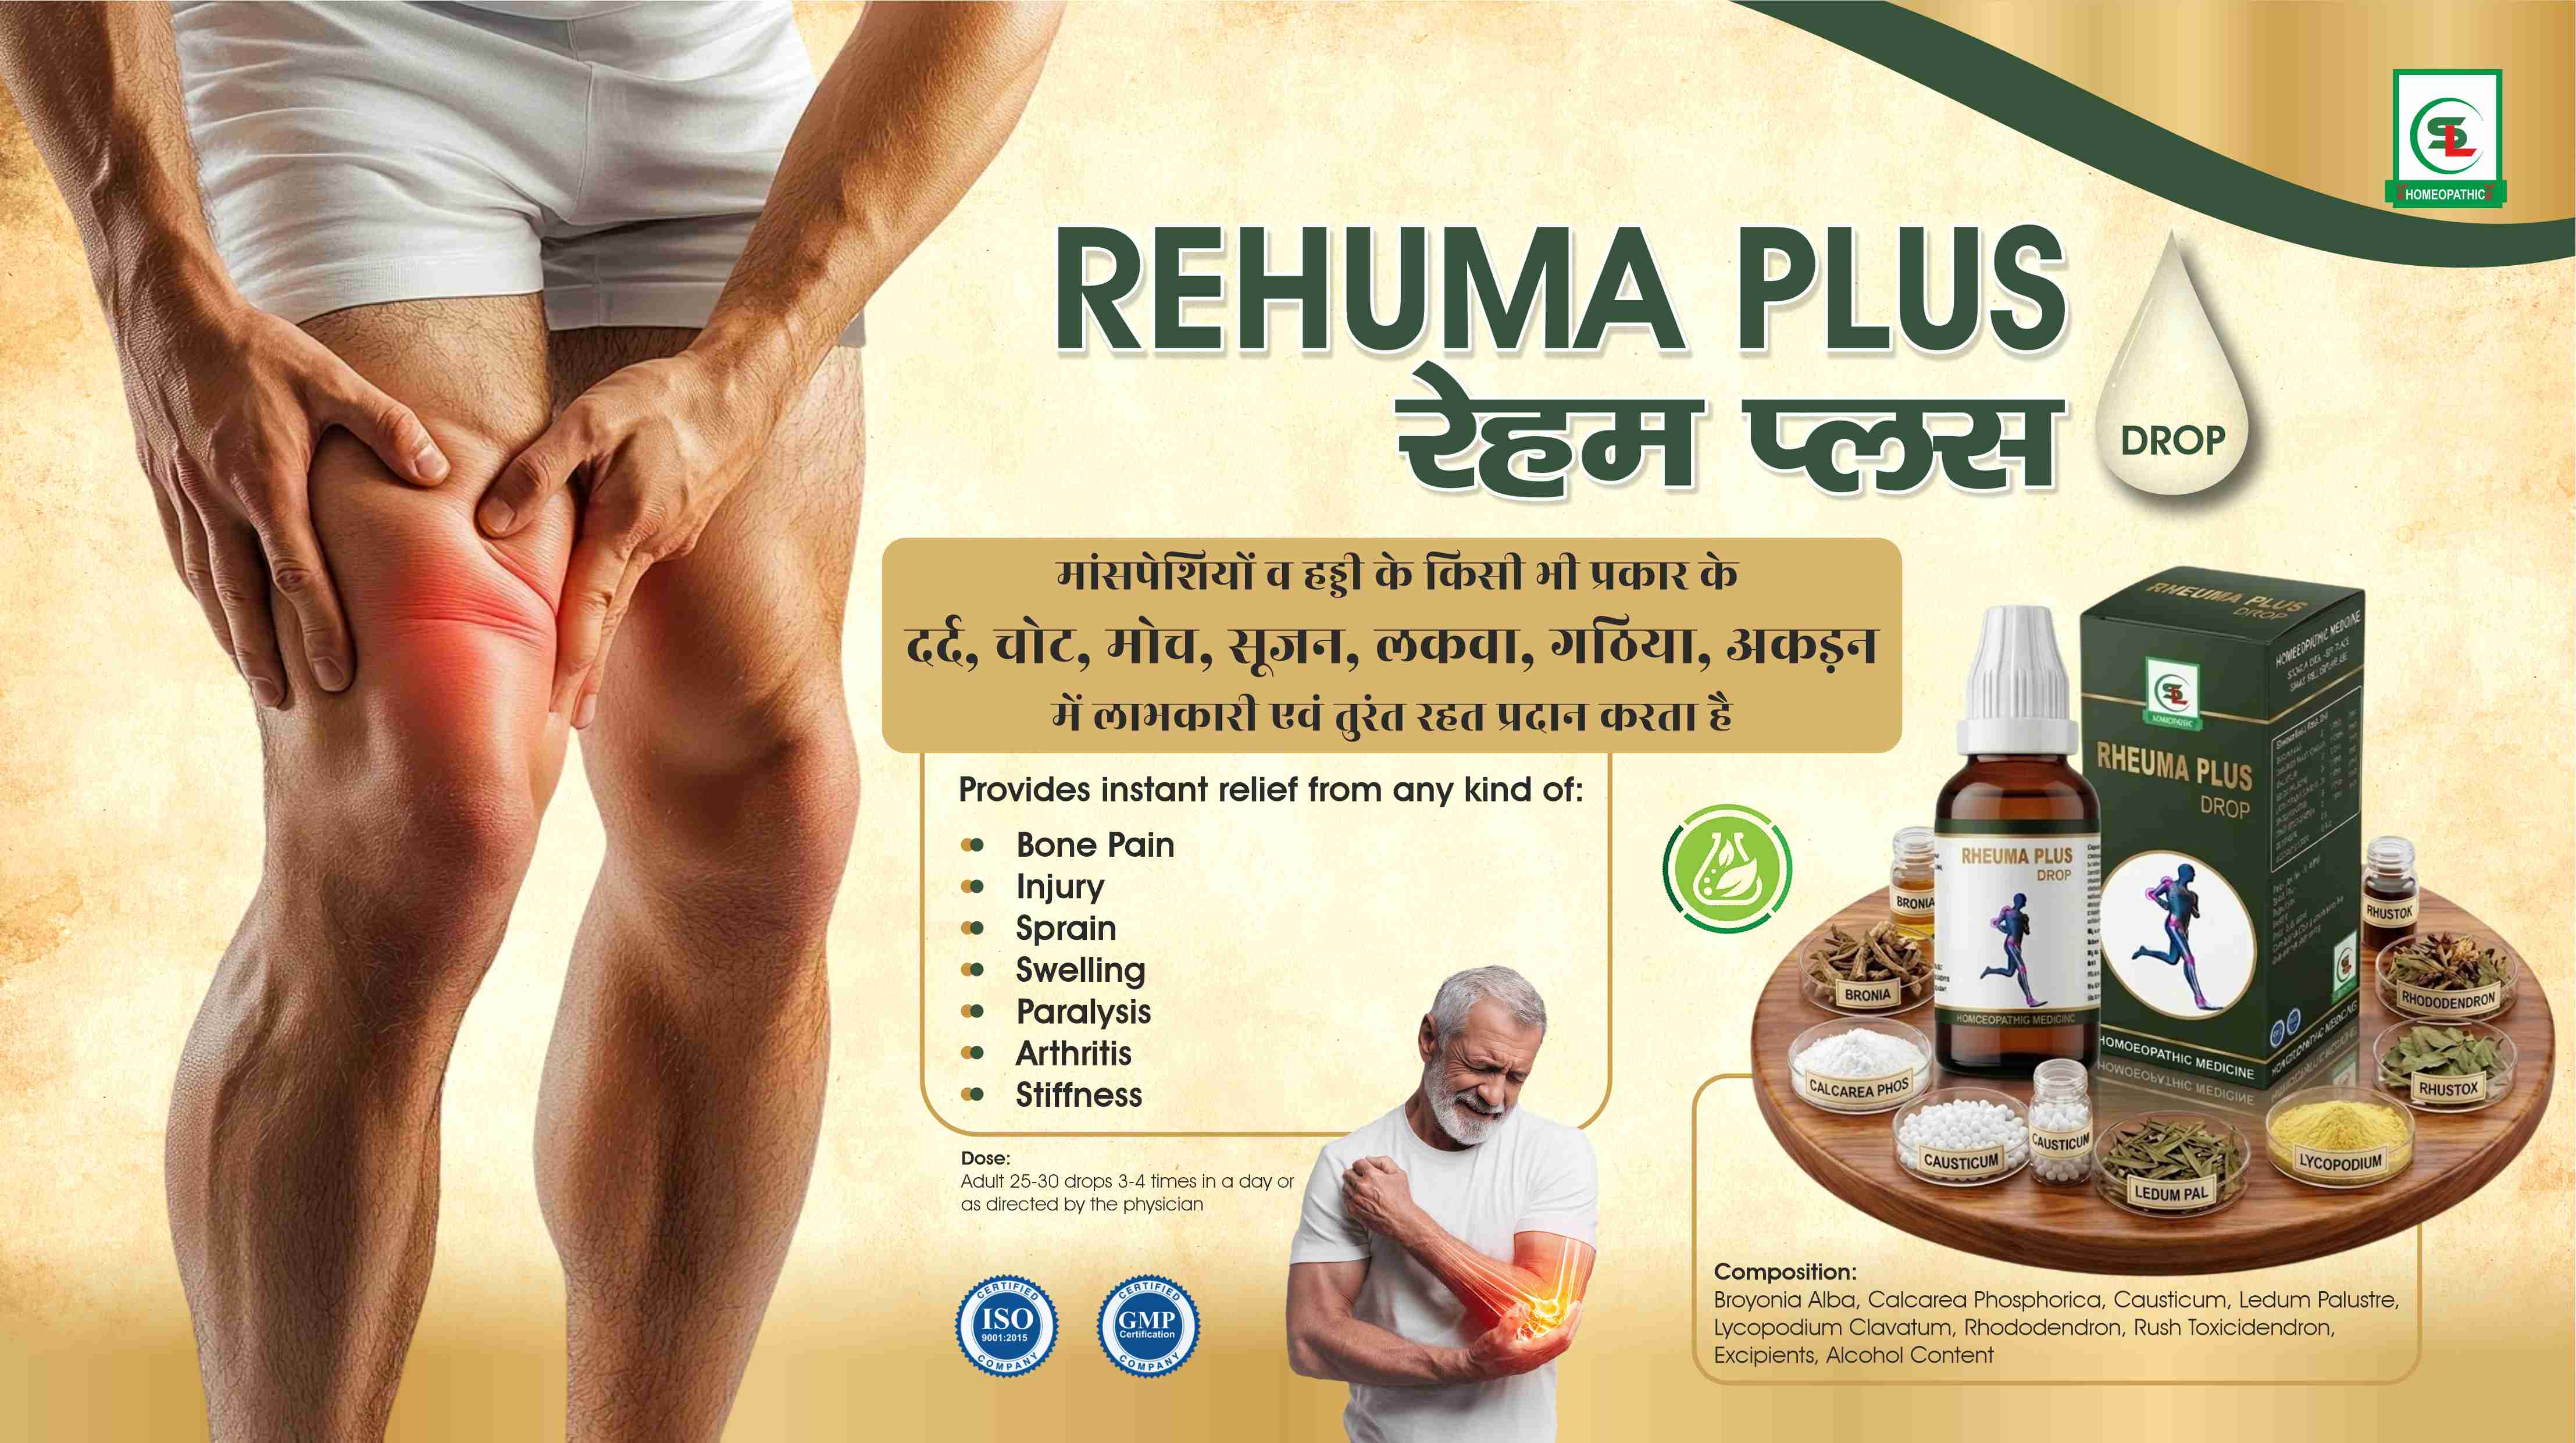 SL
HOMEOPATHIC
REHUMA PLUS
रेहम प्लस
DROP
मांसपेशियों व हड्डी के किसी भी प्रकार के
दर्द, चोट, मोच, सूजन, लकवा, गठिया, अकड़न
में लाभकारी एवं तुरंत रहत प्रदान करता है
Provides instant relief from any kind of:
Bone Pain
Injury
Sprain
Swelling
Paralysis
Arthritis
Stiffness
Dose:
Adult 25-30 drops 3-4 times in a day or
as directed by the physician
CERTIFIED
ISO
9001:2015
COMPANY
CERTIFIED
GMP
Certification
COMPANY
RHEUMA PLUS
DROP
RHEUMA PLUS
DROP
HOMOEOPATHIC MEDICINE
RHEUMA PLUS
DROP
HOMCEOPATHIG MEDICINC
BRONIA
BRONIA
CALCAREA PHOS
CAUSTICUM
CAUSTICUM
LEDUM PAL
LYCOPODIUM
RHUSTOX
RHODODENDRON
RHUSTOK
Composition:
Broyonia Alba, Calcarea Phosphorica, Causticum, Ledum Palustre,
Lycopodium Clavatum, Rhododendron, Rush Toxicidendron,
Excipients, Alcohol Content